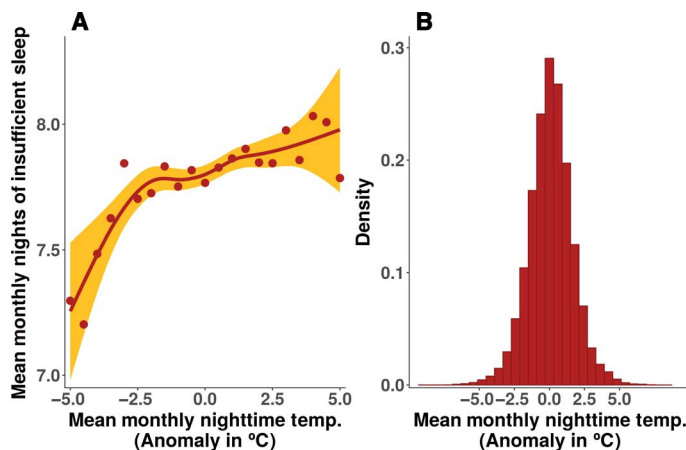 A
Mean monthly nights of insufficient sleep
8.0
7.5
7.0
−5.0 −2.5 0.0 2.5 5.0
Mean monthly nighttime temp.
(Anomaly in ºC)
B
Density
0.3
0.2
0.1
0.0
−5.0 −2.5 0.0 2.5 5.0
Mean monthly nighttime temp.
(Anomaly in ºC)